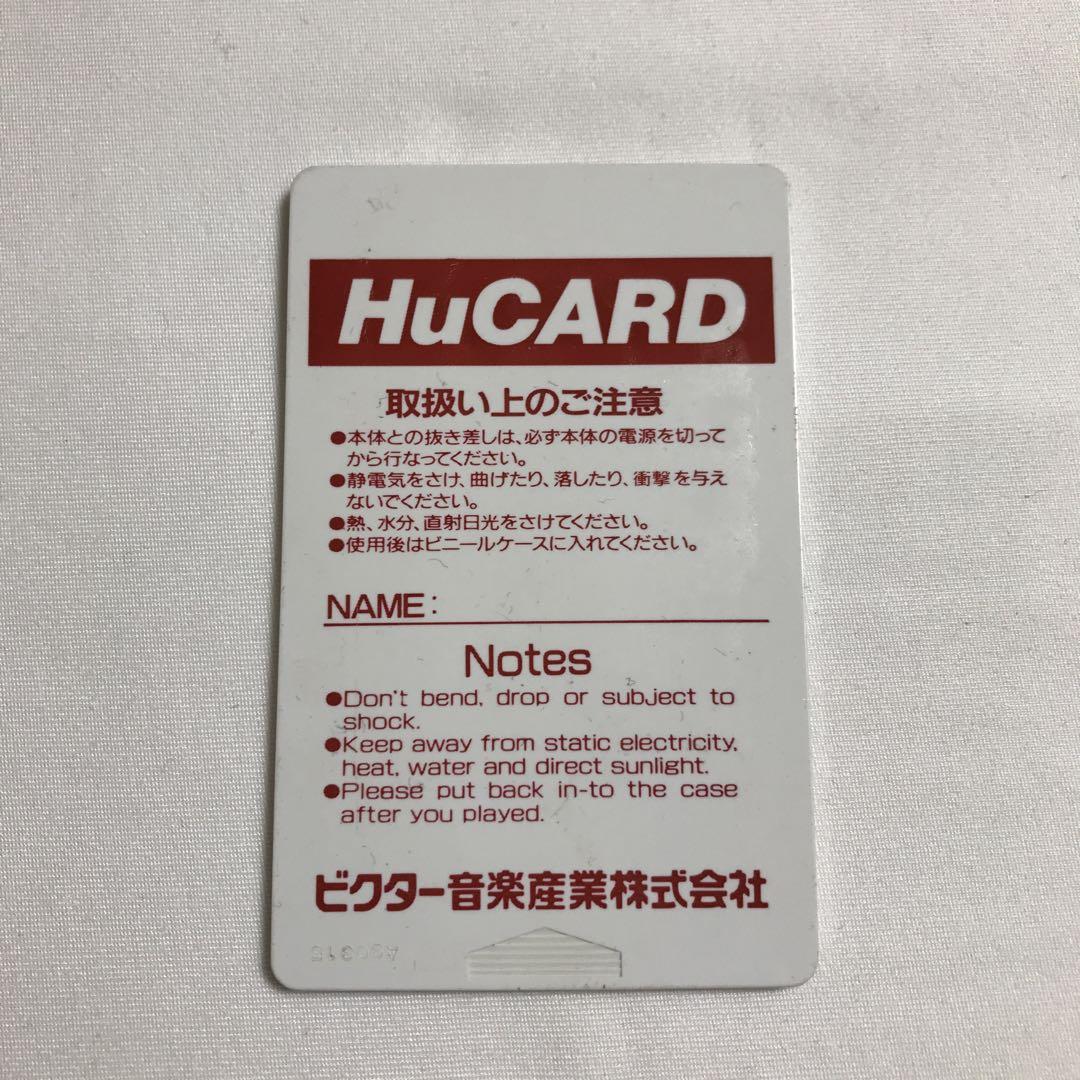 HuCARD
取扱い上のご注意
●本体との抜き差しは、必ず本体の電源を切って
から行なってください。
●静電気をさけ、曲げたり、落したり、衝撃を与え
ないでください。
●熱、水分、直射日光をさけてください。
●使用後はビニールケースに入れてください。
NAME:
Notes
●Don't bend, drop or subject to
shock.
●Keep away from static electricity,
heat, water and direct sunlight.
●Please put back in-to the case
after you played.
ビクター音楽産業株式会社